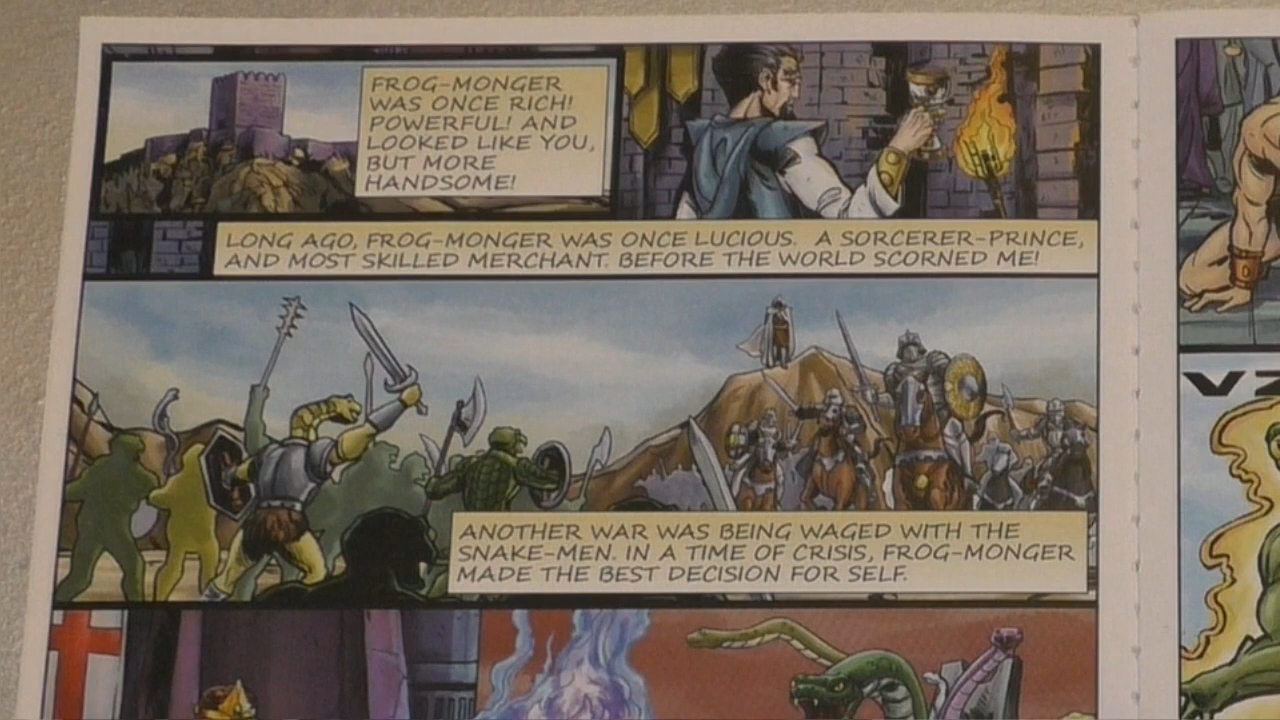 FROG-MONGER
WAS ONCE RICH!
POWERFUL! AND
LOOKED LIKE YOU,
BUT MORE
HANDSOME!
LONG AGO, FROG-MONGER WAS ONCE LUCIOUS. A SORCERER-PRINCE,
AND MOST SKILLED MERCHANT. BEFORE THE WORLD SCORNED ME!
ANOTHER WAR WAS BEING WAGED WITH THE
SNAKE-MEN. IN A TIME OF CRISIS, FROG-MONGER
MADE THE BEST DECISION FOR SELF.